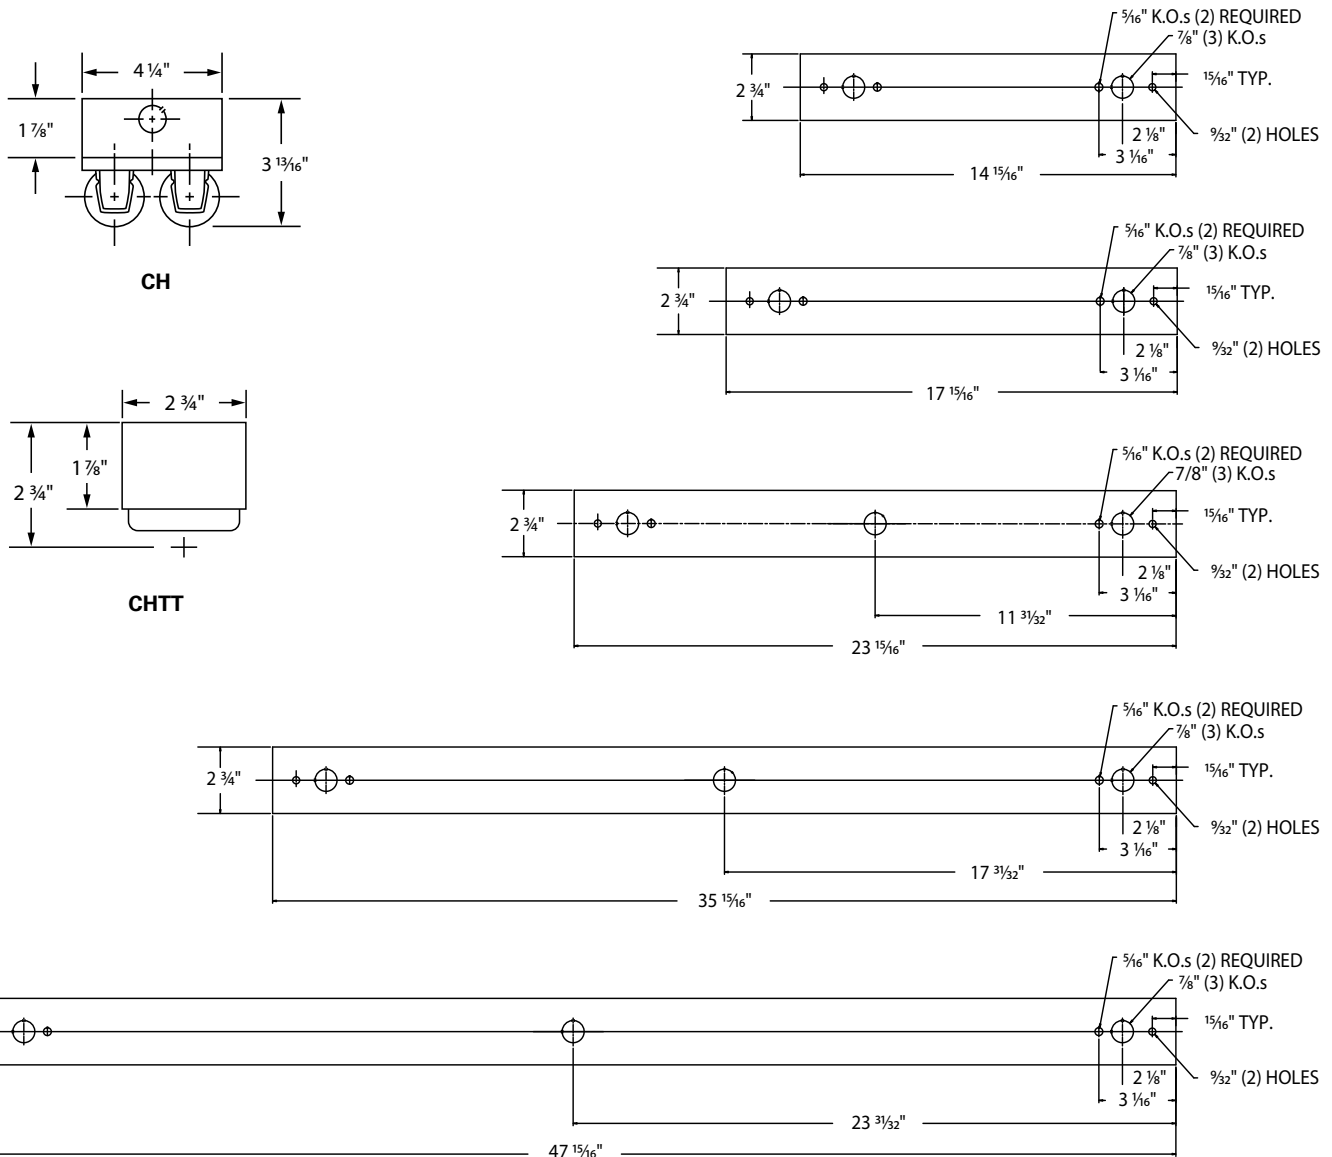 4 ¼"
1 ⅞"
3 ¹³⁄₁₆"
CH
2 ¾"
1 ⅞"
2 ¾"
CHTT
⁵⁄₁₆" K.O.s (2) REQUIRED
⅞" (3) K.O.s
2 ¾"
¹⁵⁄₁₆" TYP.
2 ⅛"
⁹⁄₃₂" (2) HOLES
3 ¹⁄₁₆"
14 ¹⁵⁄₁₆"
⁵⁄₁₆" K.O.s (2) REQUIRED
⅞" (3) K.O.s
2 ¾"
¹⁵⁄₁₆" TYP.
2 ⅛"
⁹⁄₃₂" (2) HOLES
3 ¹⁄₁₆"
17 ¹⁵⁄₁₆"
⁵⁄₁₆" K.O.s (2) REQUIRED
7/8" (3) K.O.s
2 ¾"
¹⁵⁄₁₆" TYP.
2 ⅛"
⁹⁄₃₂" (2) HOLES
3 ¹⁄₁₆"
11 ³¹⁄₃₂"
23 ¹⁵⁄₁₆"
⁵⁄₁₆" K.O.s (2) REQUIRED
⅞" (3) K.O.s
2 ¾"
¹⁵⁄₁₆" TYP.
2 ⅛"
⁹⁄₃₂" (2) HOLES
3 ¹⁄₁₆"
17 ³¹⁄₃₂"
35 ¹⁵⁄₁₆"
⁵⁄₁₆" K.O.s (2) REQUIRED
⅞" (3) K.O.s
¹⁵⁄₁₆" TYP.
2 ⅛"
⁹⁄₃₂" (2) HOLES
3 ¹⁄₁₆"
23 ³¹⁄₃₂"
47 ¹⁵⁄₁₆"